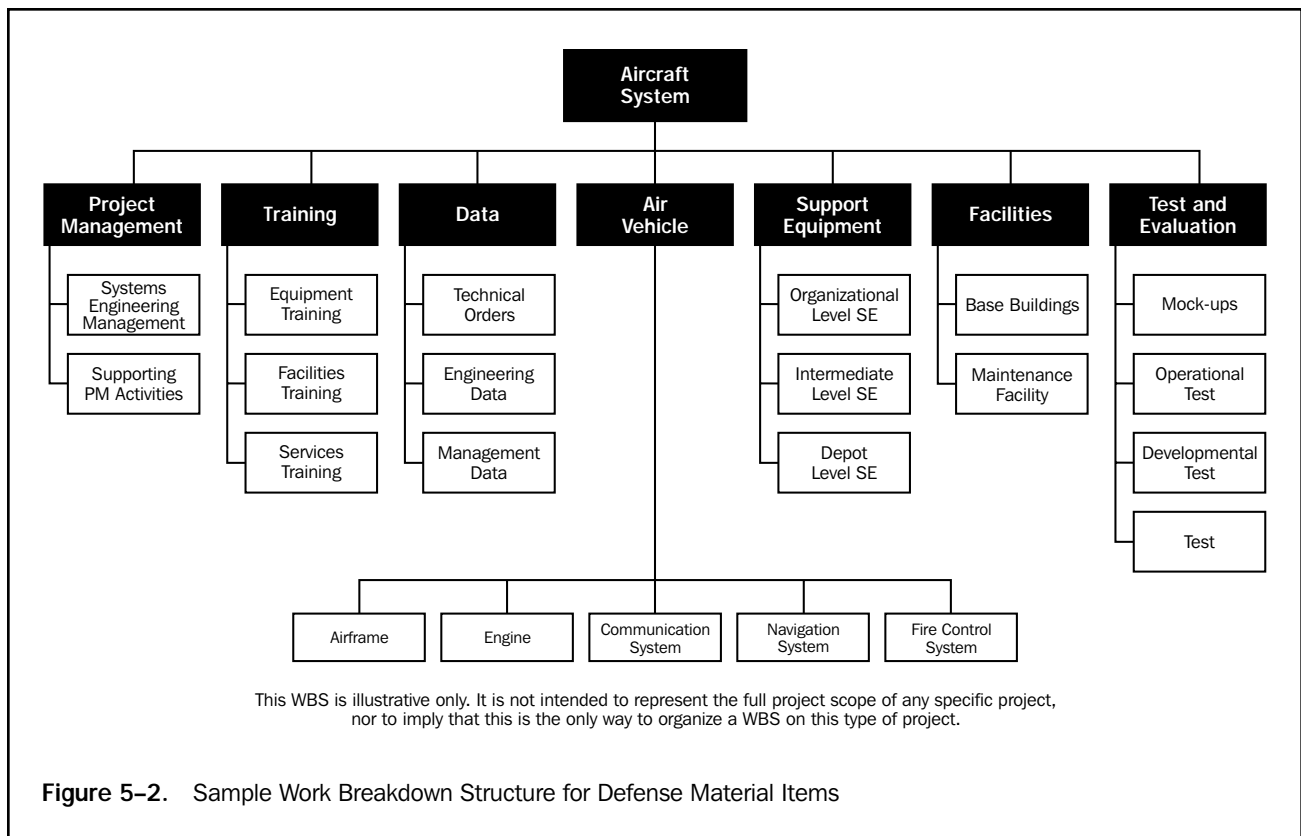 Aircraft
System
Project
Management
Training
Data
Air
Vehicle
Support
Equipment
Facilities
Test and
Evaluation
Systems
Engineering
Management
Supporting
PM Activities
Equipment
Training
Facilities
Training
Services
Training
Technical
Orders
Engineering
Data
Management
Data
Organizational
Level SE
Intermediate
Level SE
Depot
Level SE
Base Buildings
Maintenance
Facility
Mock-ups
Operational
Test
Developmental
Test
Test
Airframe
Engine
Communication
System
Navigation
System
Fire Control
System
This WBS is illustrative only. It is not intended to represent the full project scope of any specific project,
nor to imply that this is the only way to organize a WBS on this type of project.
Figure 5–2. Sample Work Breakdown Structure for Defense Material Items